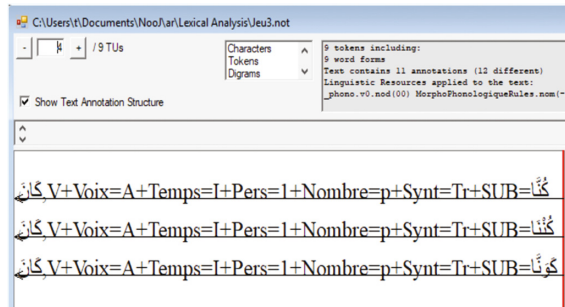 C:\Users\t\Documents\NooJ\ar\Lexical Analysis\Jeu3.not
- 4 + / 9 TUs
Characters
Tokens
Digrams
9 tokens including:
9 word forms
Text contains 11 annotations (12 different)
Linguistic Resources applied to the text:
_phono.v0.nod(00) MorphoPhonologiqueRules.nom(-
Show Text Annotation Structure
كَانَ,V+Voix=A+Temps=I+Pers=1+Nombre=p+Synt=Tr+SUB=كُنَّا
كَانَ,V+Voix=A+Temps=I+Pers=1+Nombre=p+Synt=Tr+SUB=كُنْنَا
كَانَ,V+Voix=A+Temps=I+Pers=1+Nombre=p+Synt=Tr+SUB=كَوَنَّا